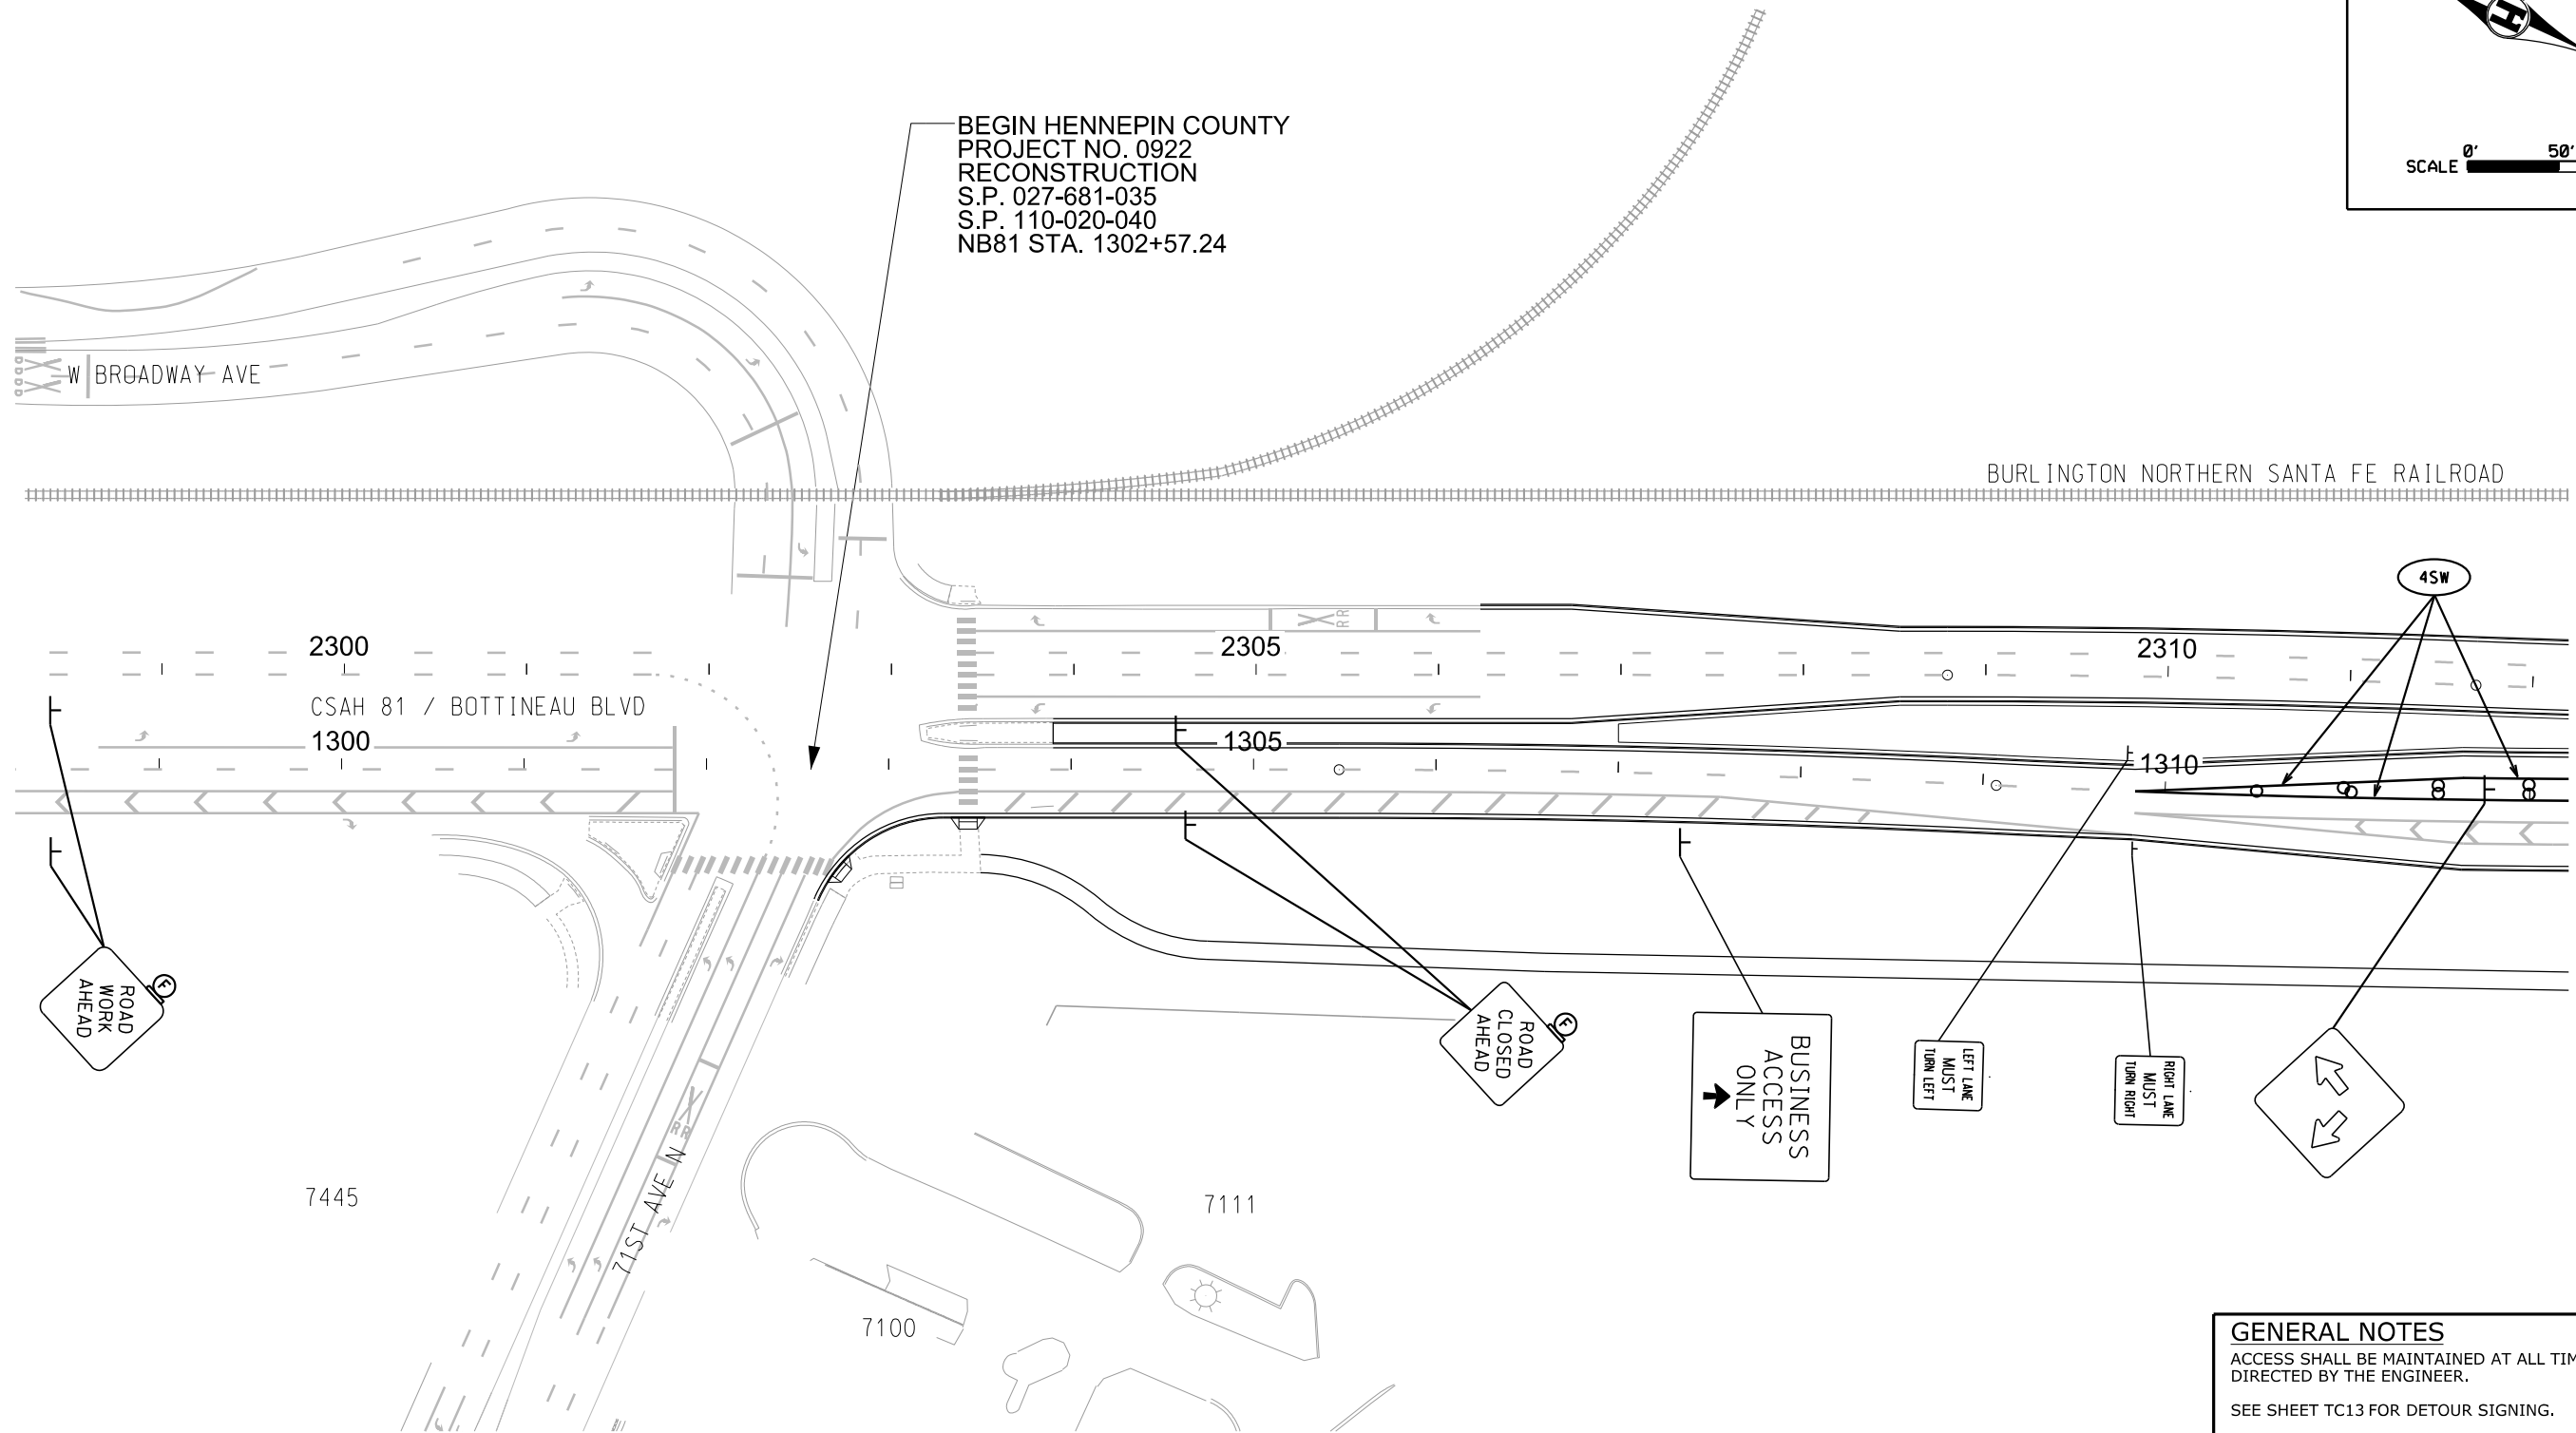 H
SCALE
0'
50'
BEGIN HENNEPIN COUNTY
PROJECT NO. 0922
RECONSTRUCTION
S.P. 027-681-035
S.P. 110-020-040
NB81 STA. 1302+57.24
W BROADWAY AVE
BURLINGTON NORTHERN SANTA FE RAILROAD
4SW
RR
2300
2305
2310
CSAH 81 / BOTTINEAU BLVD
1300
1305
1310
ROAD
WORK
AHEAD
F
ROAD
CLOSED
AHEAD
F
BUSINESS
ACCESS
ONLY
LEFT LANE
MUST
TURN LEFT
RIGHT LANE
MUST
TURN RIGHT
RR
71ST AVE N
7445
7111
7100
GENERAL NOTES
ACCESS SHALL BE MAINTAINED AT ALL TIM
DIRECTED BY THE ENGINEER.
SEE SHEET TC13 FOR DETOUR SIGNING.